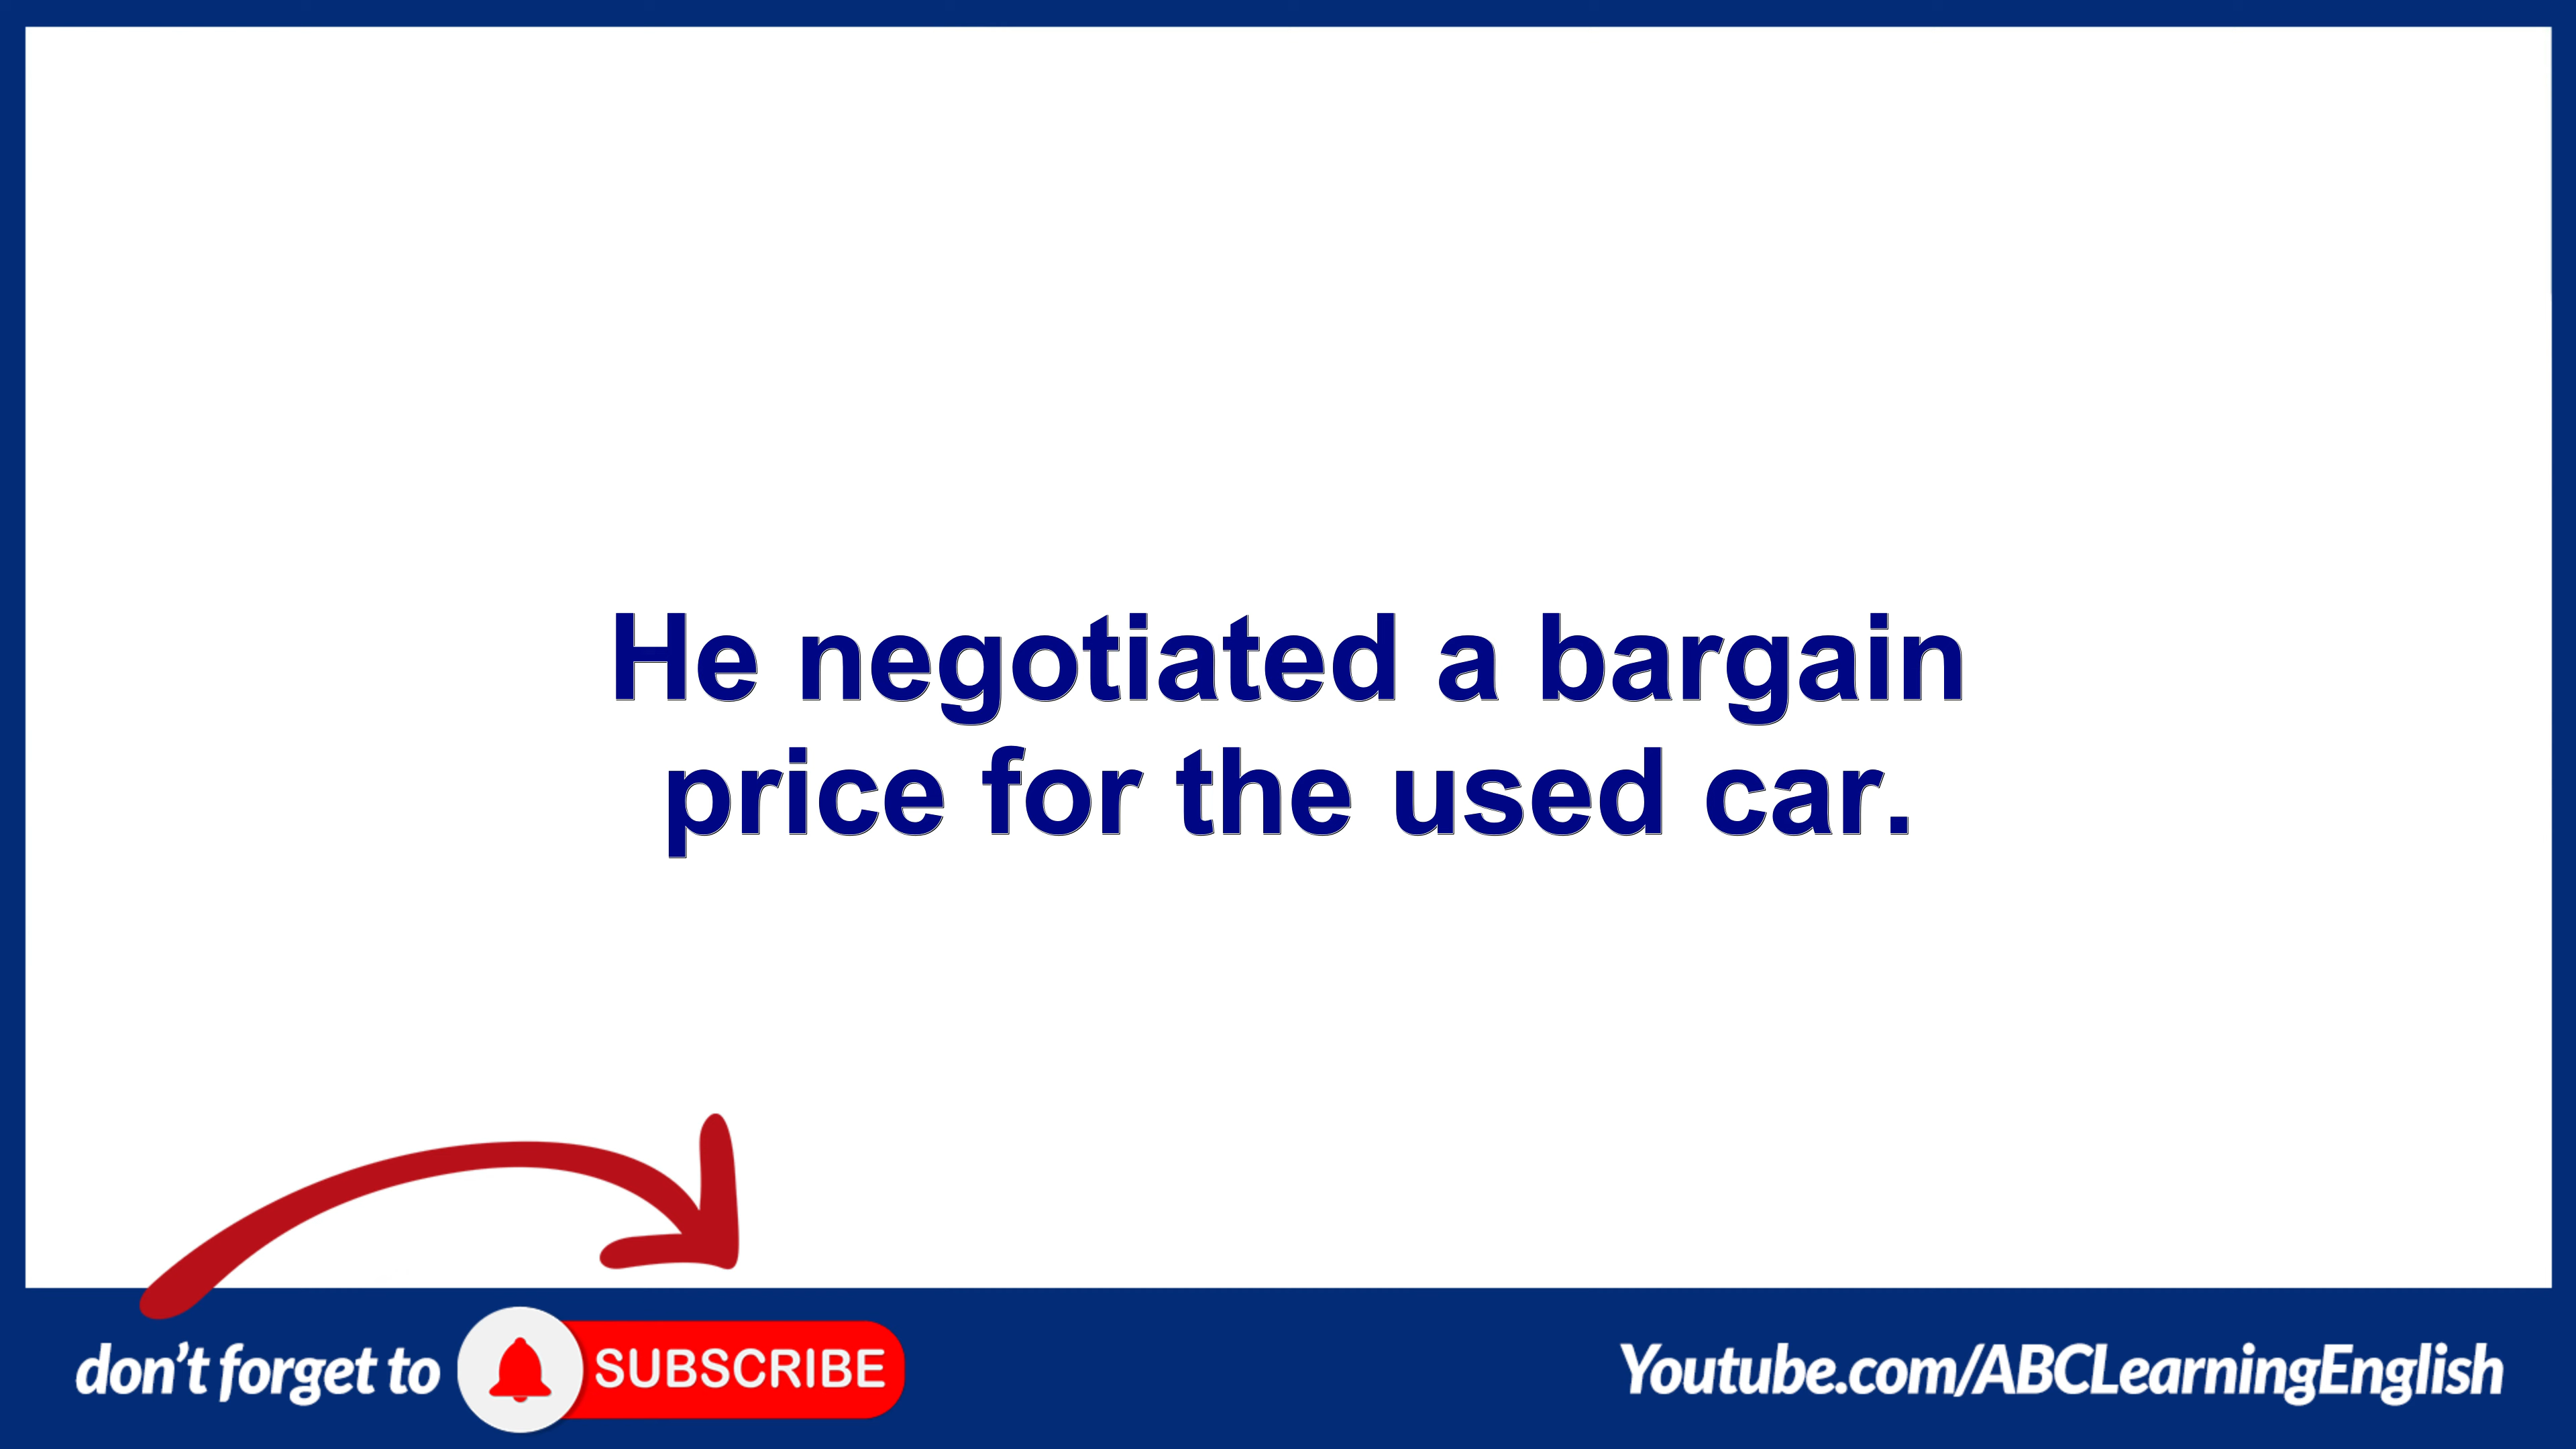 He negotiated a bargain
price for the used car.
don't forget to SUBSCRIBE Youtube.com/ABCLearningEnglish